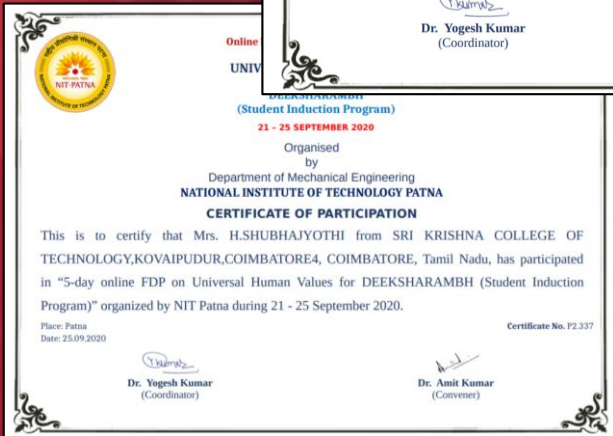 Dr. Yogesh Kumar
(Coordinator)
NIT-PATNA
Online
UNIV
DEEKSHARAMBH
(Student Induction Program)
21 – 25 SEPTEMBER 2020
Organised
by
Department of Mechanical Engineering
NATIONAL INSTITUTE OF TECHNOLOGY PATNA
CERTIFICATE OF PARTICIPATION
This is to certify that Mrs. H.SHUBHAJYOTHI from SRI KRISHNA COLLEGE OF
TECHNOLOGY,KOVAIPUDUR,COIMBATORE4, COIMBATORE, Tamil Nadu, has participated
in “5-day online FDP on Universal Human Values for DEEKSHARAMBH (Student Induction
Program)” organized by NIT Patna during 21 - 25 September 2020.
Place: Patna
Date: 25.09.2020
Certificate No. P2.337
Dr. Yogesh Kumar
(Coordinator)
Dr. Amit Kumar
(Convener)